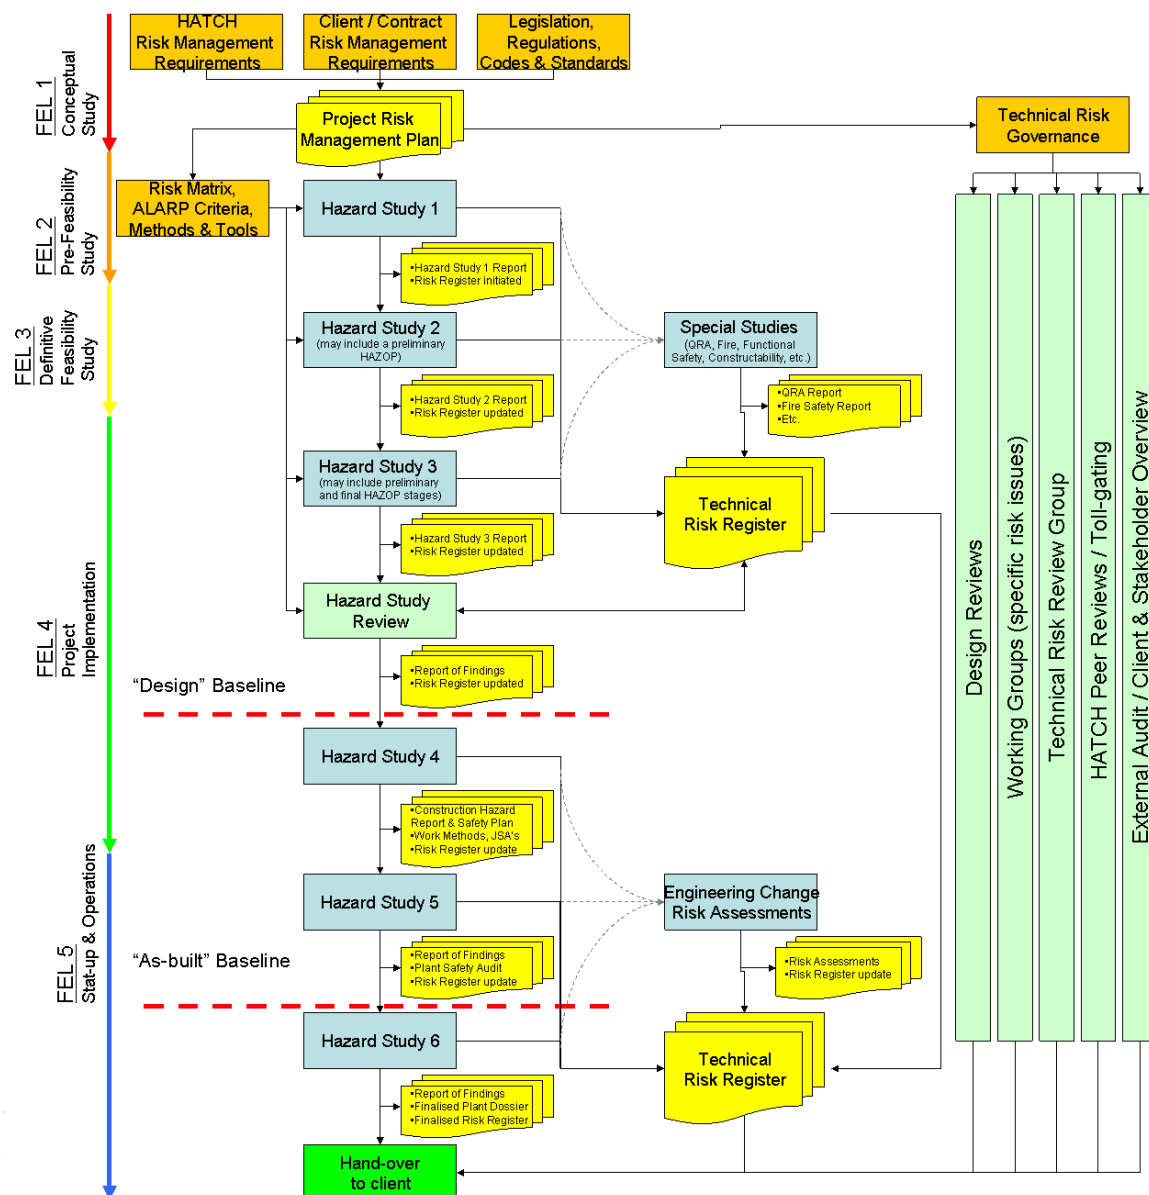 HATCH
Risk Management
Requirements
Client / Contract
Risk Management
Requirements
Legislation,
Regulations,
Codes & Standards
FEL 1
Conceptual
Study
Project Risk
Management Plan
Technical Risk
Governance
FEL 2
Pre-Feasibility
Study
Risk Matrix,
ALARP Criteria,
Methods & Tools
Hazard Study 1
•Hazard Study 1 Report
•Risk Register initiated
FEL 3
Definitive
Feasibility
Study
Hazard Study 2
(may include a preliminary
HAZOP)
Special Studies
(QRA, Fire, Functional
Safety, Constructability, etc.)
•Hazard Study 2 Report
•Risk Register updated
•QRA Report
•Fire Safety Report
•Etc.
Hazard Study 3
(may include preliminary
and final HAZOP stages)
Technical
Risk Register
•Hazard Study 3 Report
•Risk Register updated
FEL 4
Project
Implementation
Hazard Study
Review
•Report of Findings
•Risk Register updated
"Design" Baseline
Hazard Study 4
•Construction Hazard
Report & Safety Plan
•Work Methods, JSA's
•Risk Register update
FEL 5
Stat-up & Operations
Hazard Study 5
Engineering Change
Risk Assessments
"As-built" Baseline
•Report of Findings
•Plant Safety Audit
•Risk Register update
•Risk Assessments
•Risk Register update
Hazard Study 6
Technical
Risk Register
•Report of Findings
•Finalised Plant Dossier
•Finalised Risk Register
Hand-over
to client
Design Reviews
Working Groups (specific risk issues)
Technical Risk Review Group
HATCH Peer Reviews / Toll-gating
External Audit / Client & Stakeholder Overview